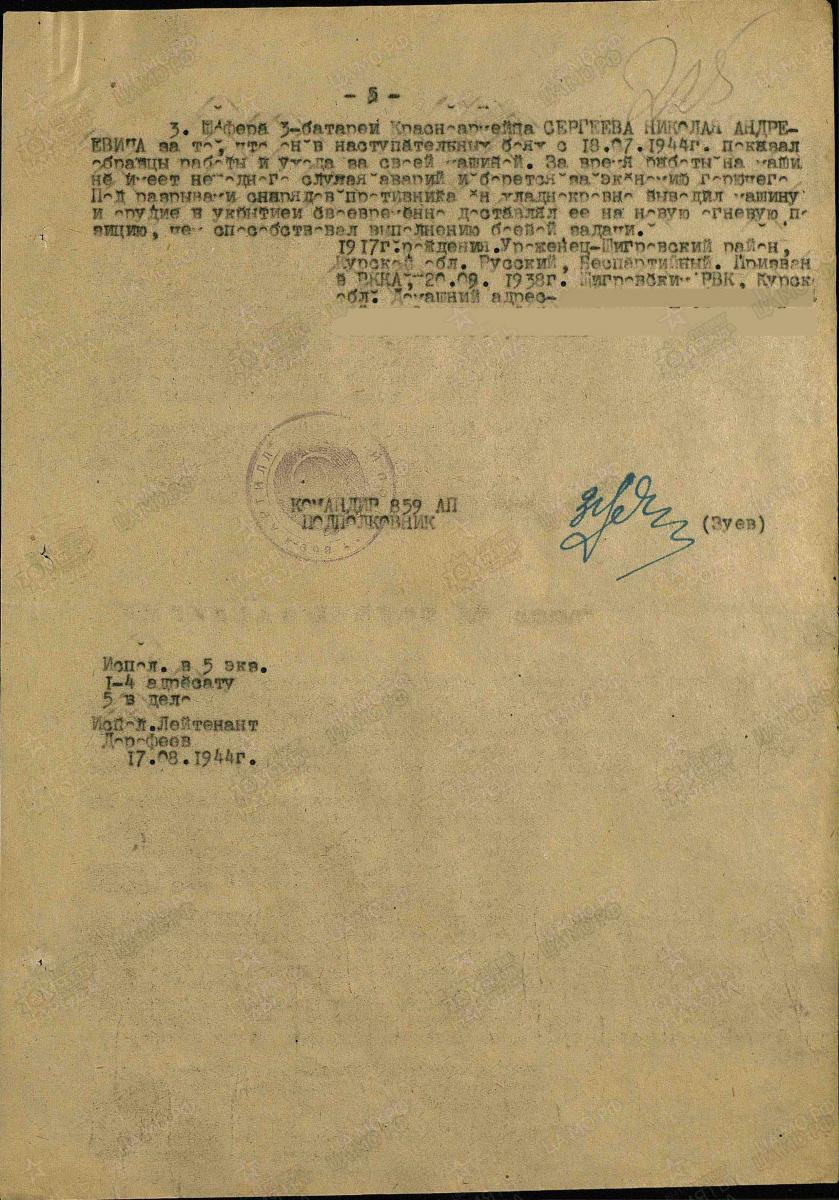 - 5 -
3. Шофера 3-батареи Красноармейца СЕРГЕЕВА НИКОЛАЯ АНДРЕ-
ЕВИЧА за то, что он в наступательных боях с 18.07.1944г. показал
образцы работы и ухода за своей машиной. За время работы на маши
не имеет не одного случая аварий и борется за экономию горючего.
Под разрывами снарядов противника он хладнокровно выводил машину
и орудие в укрытие и своевременно доставлял ее на новую огневую по
зицию, чем способствовал выполнению боевой задачи.
1917г. рождения. Уроженец-Щигровский район,
Курской обл. Русский, Беспартийный. Призван
в РККА, 20.09. 1938г. Щигровским РВК, Курск
обл. Домашний адрес-
КОМАНДИР 859 АП
ПОДПОЛКОВНИК
(Зуев)
Испол. в 5 экв.
1-4 адресату
5 в дело
Испол. Лейтенант
Дорофеев
17.08.1944г.